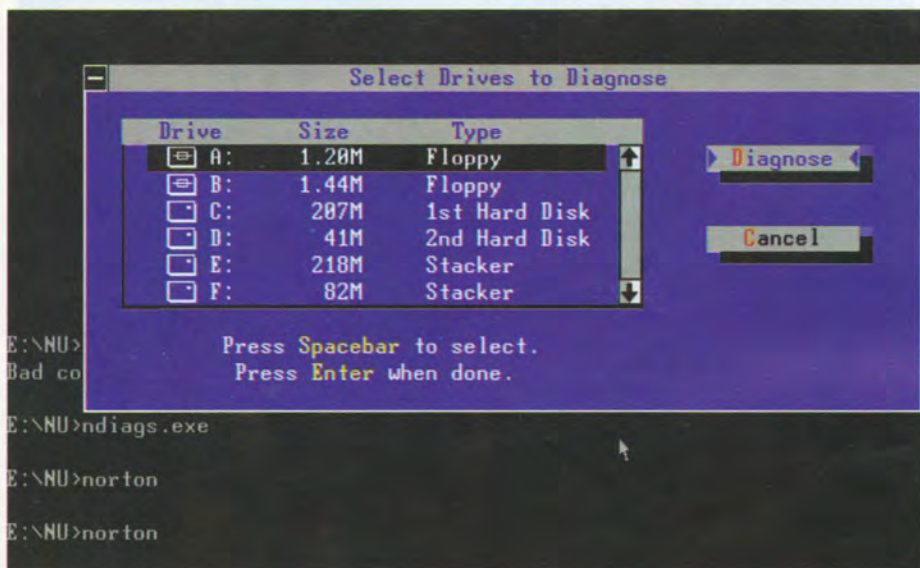 Select Drives to Diagnose
Drive Size Type
A: 1.20M Floppy
B: 1.44M Floppy
C: 207M 1st Hard Disk
D: 41M 2nd Hard Disk
E: 218M Stacker
F: 82M Stacker
Diagnose
Cancel
Press Spacebar to select.
Press Enter when done.
E:\NU>
Bad co
E:\NU>ndiags.exe
E:\NU>norton
E:\NU>norton